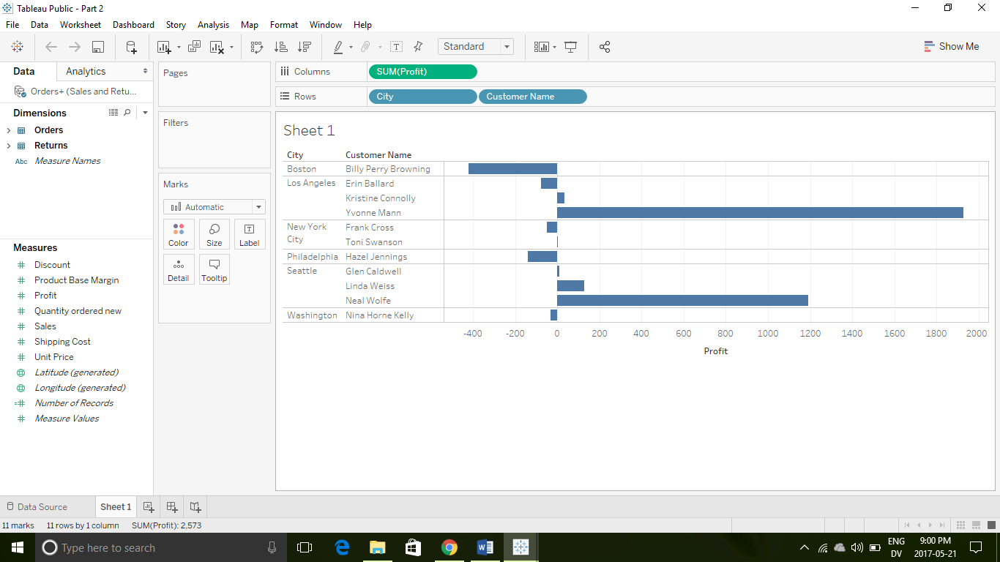 Tableau Public - Part 2
File Data Worksheet Dashboard Story Analysis Map Format Window Help
Standard
Show Me
Data Analytics
Orders+ (Sales and Retu...
Dimensions
Orders
Returns
Abc Measure Names
Measures
Discount
Product Base Margin
Profit
Quantity ordered new
Sales
Shipping Cost
Unit Price
Latitude (generated)
Longitude (generated)
Number of Records
Measure Values
Pages
Filters
Marks
Automatic
Color Size Label
Detail Tooltip
Columns SUM(Profit)
Rows City Customer Name
Sheet 1
City Customer Name
Boston Billy Perry Browning
Los Angeles Erin Ballard
Kristine Connolly
Yvonne Mann
New York Frank Cross
City Toni Swanson
Philadelphia Hazel Jennings
Seattle Glen Caldwell
Linda Weiss
Neal Wolfe
Washington Nina Horne Kelly
-400 -200 0 200 400 600 800 1000 1200 1400 1600 1800 2000
Profit
Data Source Sheet 1
11 marks 11 rows by 1 column SUM(Profit): 2,573
Type here to search
ENG 9:00 PM
DV 2017-05-21